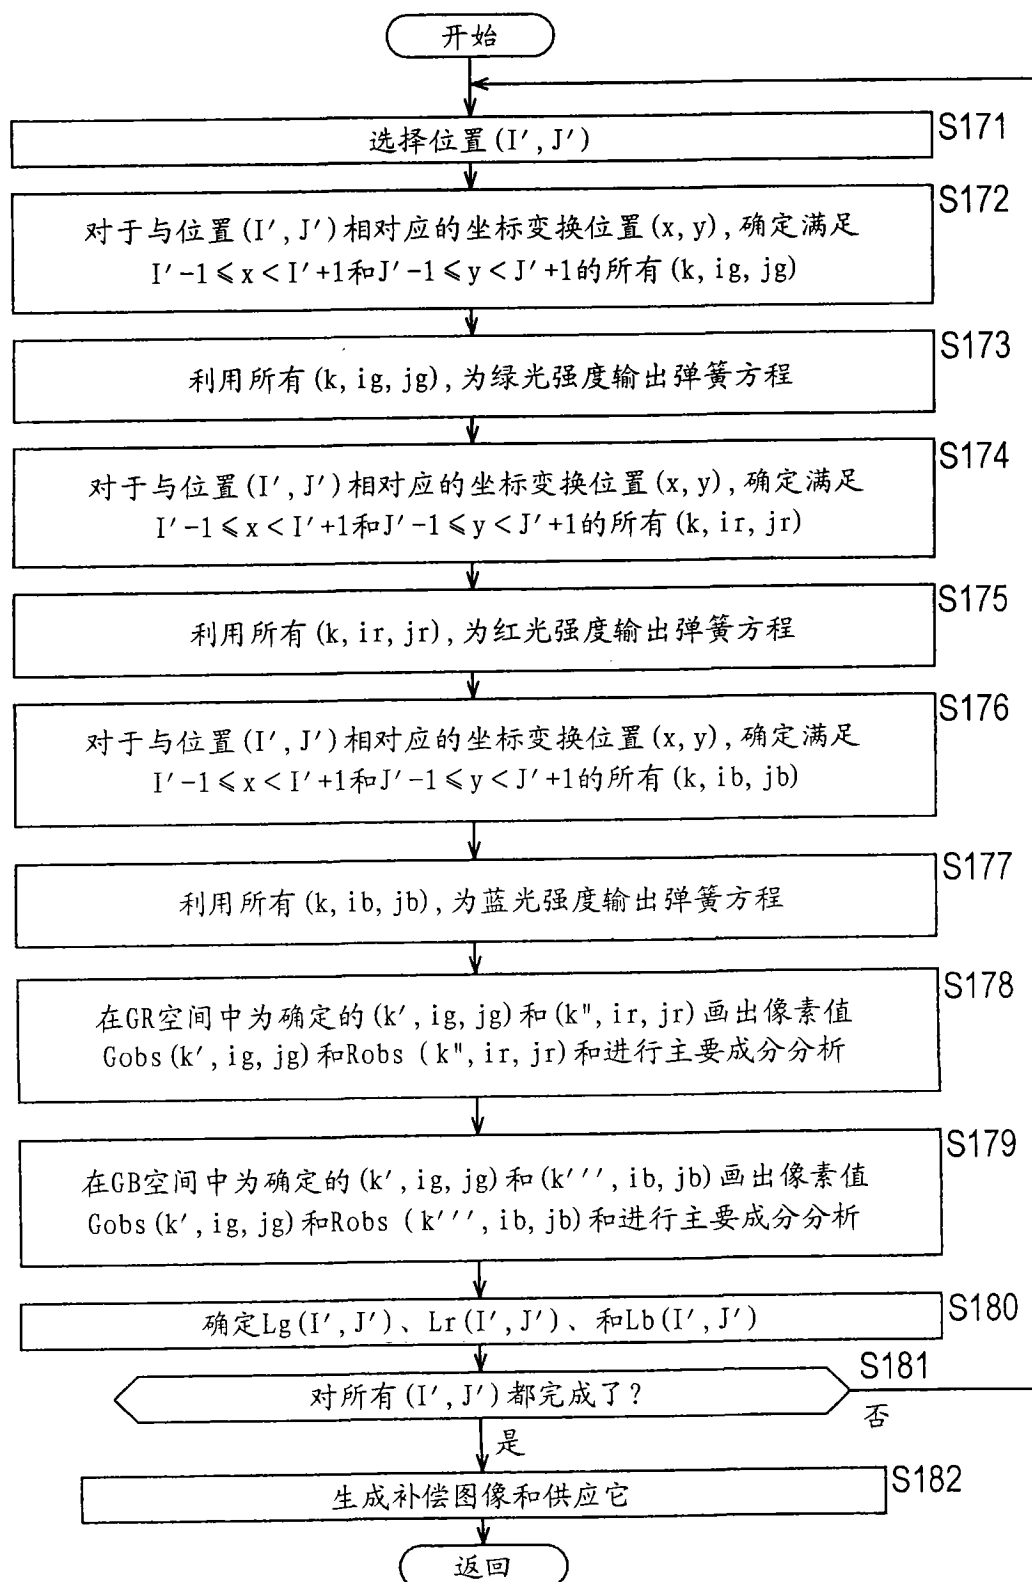 开始
选择位置(I′,J′)
S171
S172
对于与位置(I′,J′)相对应的坐标变换位置(x,y),确定满足
I′-1≤x<I′+1和J′-1≤y<J′+1的所有(k,ig,jg)
S173
利用所有(k,ig,jg),为绿光强度输出弹簧方程
S174
对于与位置(I′,J′)相对应的坐标变换位置(x,y),确定满足
I′-1≤x<I′+1和J′-1≤y<J′+1的所有(k,ir,jr)
S175
利用所有(k,ir,jr),为红光强度输出弹簧方程
S176
对于与位置(I′,J′)相对应的坐标变换位置(x,y),确定满足
I′-1≤x<I′+1和J′-1≤y<J′+1的所有(k,ib,jb)
S177
利用所有(k,ib,jb),为蓝光强度输出弹簧方程
S178
在GR空间中为确定的(k′,ig,jg)和(k",ir,jr)画出像素值
Gobs(k′,ig,jg)和Robs (k",ir,jr)和进行主要成分分析
S179
在GB空间中为确定的(k′,ig,jg)和(k′′′,ib,jb)画出像素值
Gobs(k′,ig,jg)和Robs (k′′′,ib,jb)和进行主要成分分析
S180
确定Lg(I′,J′)、Lr(I′,J′)、和Lb(I′,J′)
S181
对所有(I′,J′)都完成了?
否
是
S182
生成补偿图像和供应它
返回